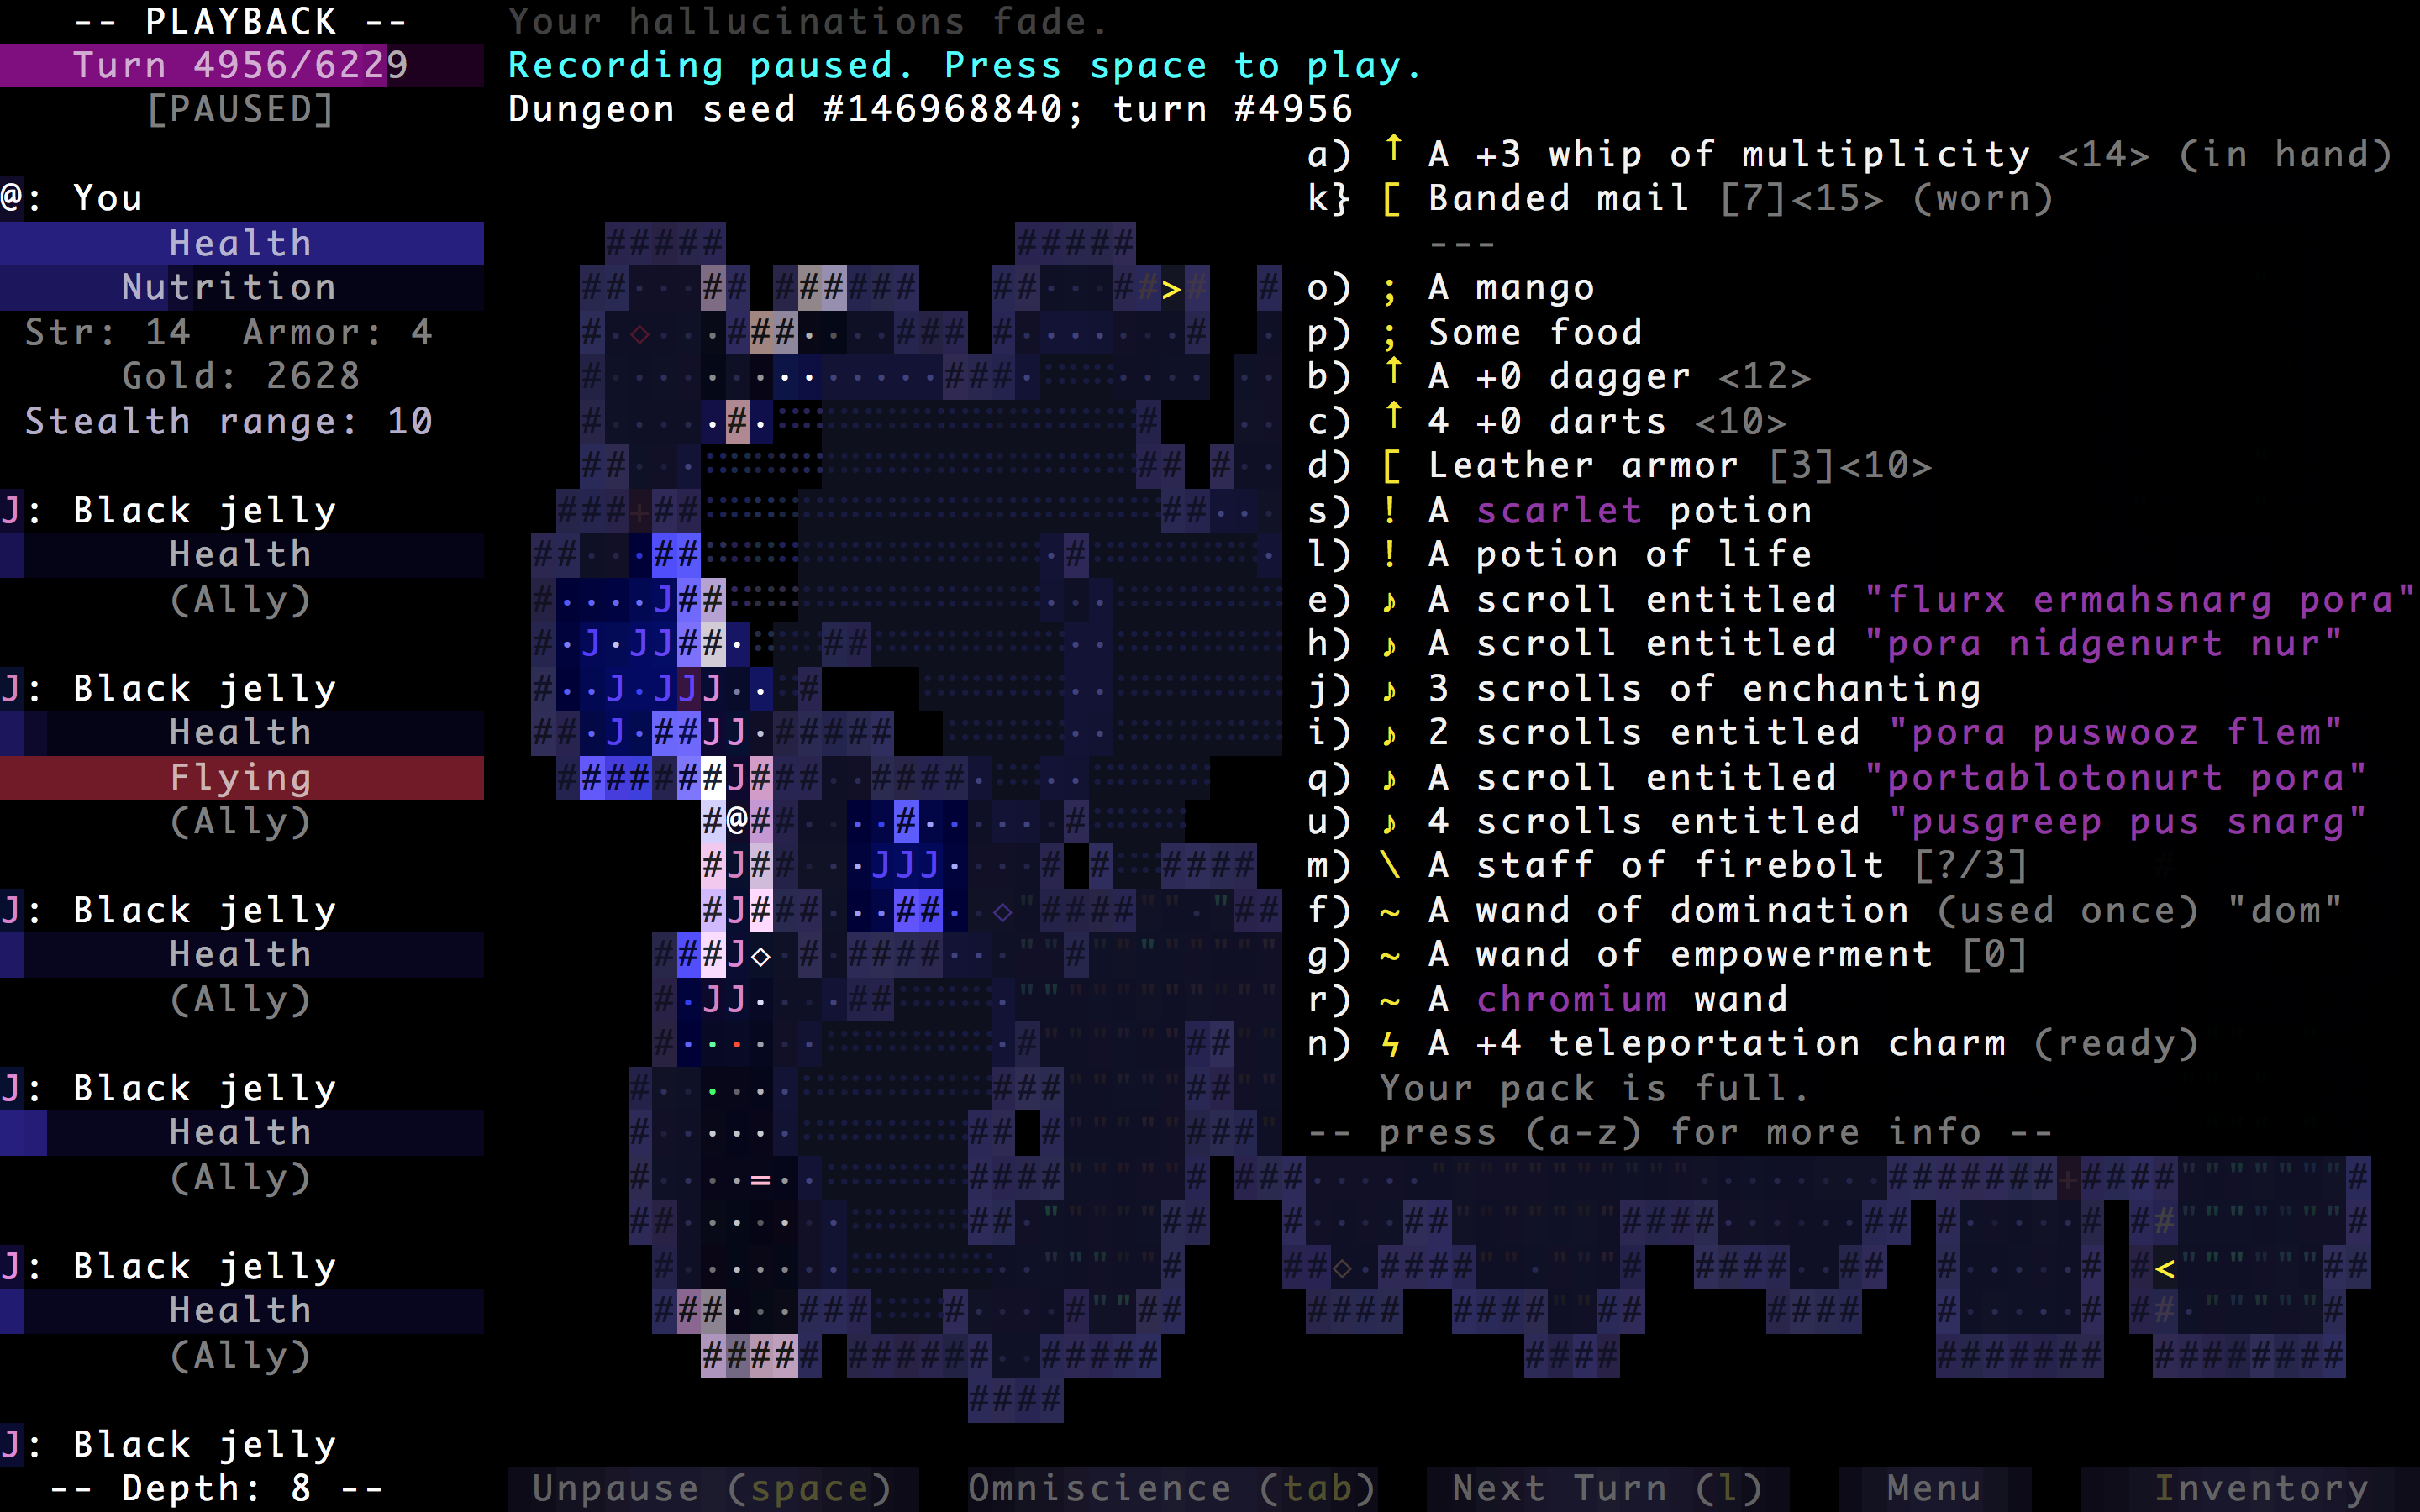 -- PLAYBACK --
Turn 4956/6229
[PAUSED]
@: You
Health
Nutrition
Str: 14  Armor: 4
Gold: 2628
Stealth range: 10
J: Black jelly
Health
(Ally)
J: Black jelly
Health
Flying
(Ally)
J: Black jelly
Health
(Ally)
J: Black jelly
Health
(Ally)
J: Black jelly
Health
(Ally)
J: Black jelly
-- Depth: 8 --
Your hallucinations fade.
Recording paused. Press space to play.
Dungeon seed #146968840; turn #4956
a) ↑ A +3 whip of multiplicity <14> (in hand)
k} [ Banded mail [7]<15> (worn)
---
o) ; A mango
p) ; Some food
b) ↑ A +0 dagger <12>
c) ↑ 4 +0 darts <10>
d) [ Leather armor [3]<10>
s) ! A scarlet potion
l) ! A potion of life
e) ♪ A scroll entitled "flurx ermahsnarg pora"
h) ♪ A scroll entitled "pora nidgenurt nur"
j) ♪ 3 scrolls of enchanting
i) ♪ 2 scrolls entitled "pora puswooz flem"
q) ♪ A scroll entitled "portablotonurt pora"
u) ♪ 4 scrolls entitled "pusgreep pus snarg"
m) \ A staff of firebolt [?/3]
f) ~ A wand of domination (used once) "dom"
g) ~ A wand of empowerment [0]
r) ~ A chromium wand
n) ϟ A +4 teleportation charm (ready)
Your pack is full.
-- press (a-z) for more info --
Unpause (space)  Omniscience (tab)  Next Turn (l)  Menu  Inventory